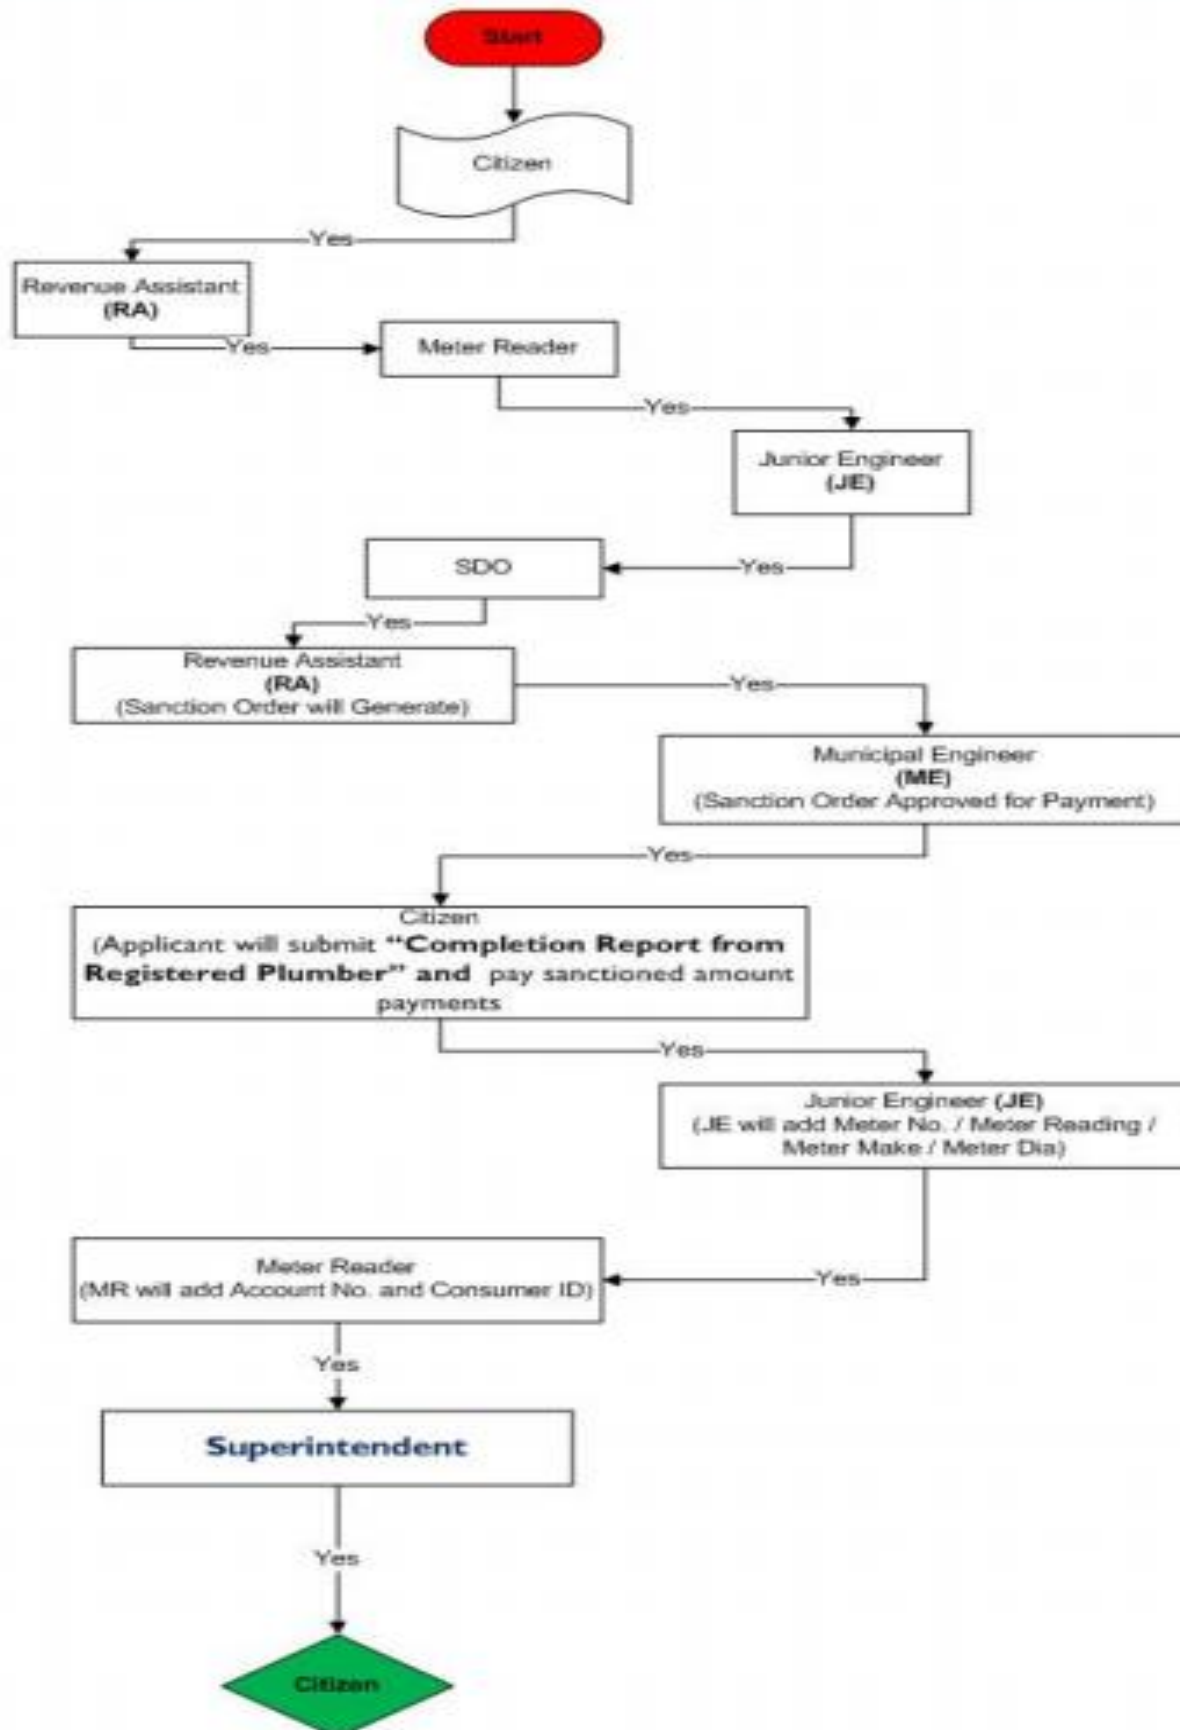 Start
Citizen
Yes
Revenue Assistant
(RA)
Yes
Meter Reader
Yes
Junior Engineer
(JE)
Yes
SDO
Yes
Revenue Assistant
(RA)
(Sanction Order will Generate)
Yes
Municipal Engineer
(ME)
(Sanction Order Approved for Payment)
Yes
Citizen
(Applicant will submit “Completion Report from
Registered Plumber” and pay sanctioned amount
payments
Yes
Junior Engineer (JE)
(JE will add Meter No. / Meter Reading /
Meter Make / Meter Dia)
Yes
Meter Reader
(MR will add Account No. and Consumer ID)
Yes
Superintendent
Yes
Citizen